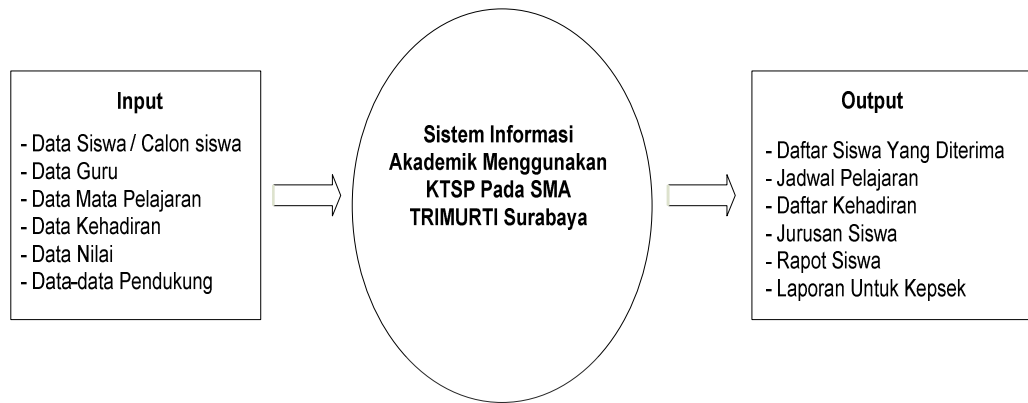 Input
- Data Siswa / Calon siswa
- Data Guru
- Data Mata Pelajaran
- Data Kehadiran
- Data Nilai
- Data-data Pendukung
Sistem Informasi
Akademik Menggunakan
KTSP Pada SMA
TRIMURTI Surabaya
Output
- Daftar Siswa Yang Diterima
- Jadwal Pelajaran
- Daftar Kehadiran
- Jurusan Siswa
- Rapot Siswa
- Laporan Untuk Kepsek